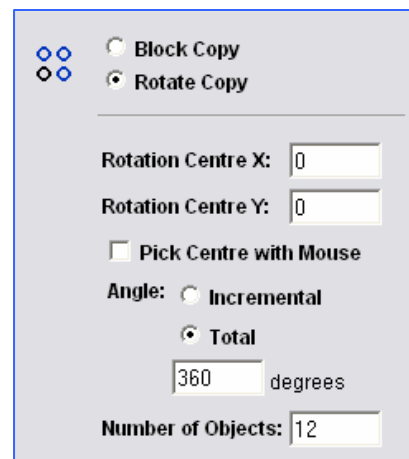 Block Copy
Rotate Copy
Rotation Centre X: 0
Rotation Centre Y: 0
Pick Centre with Mouse
Angle: Incremental
Total
360 degrees
Number of Objects: 12